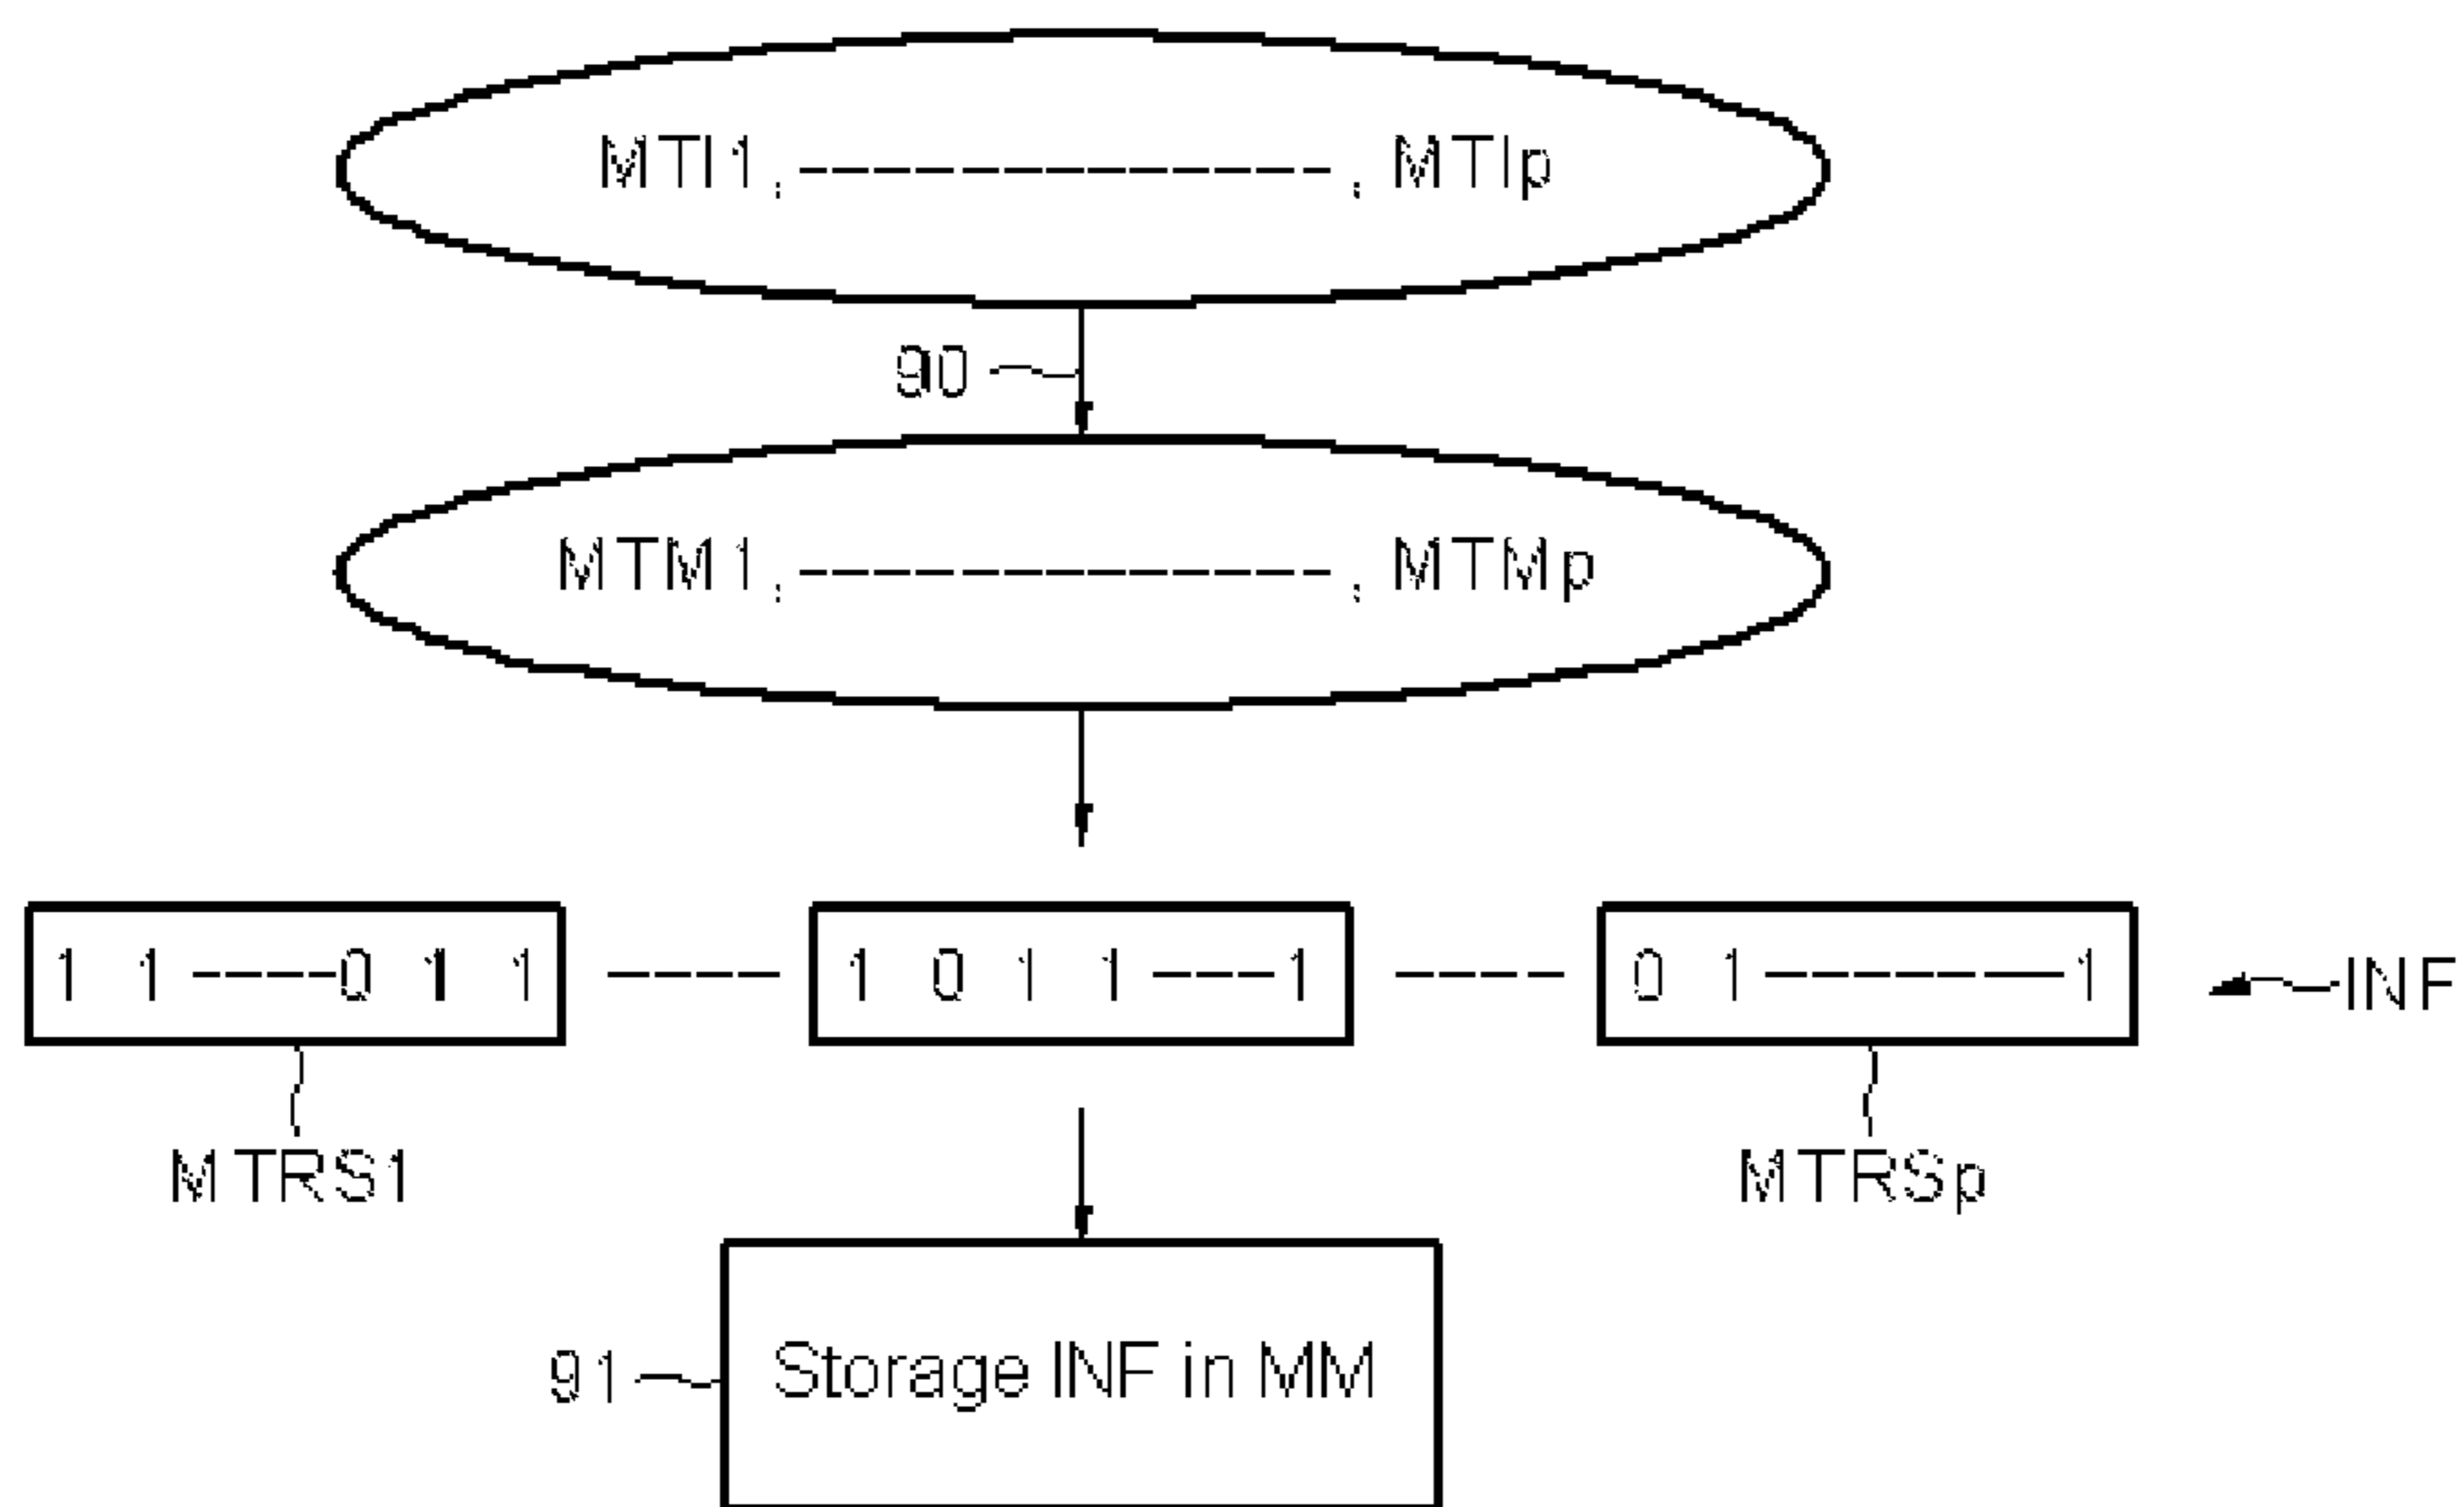 MTI1, ---------------, MTIp
90
MTM1, ---------------, MTMp
1 1 ----0 1 1 ----- 1 0 1 1 ---1 ----- 0 1 -------1 INF
MTRS1 MTRSp
91 Storage INF in MM